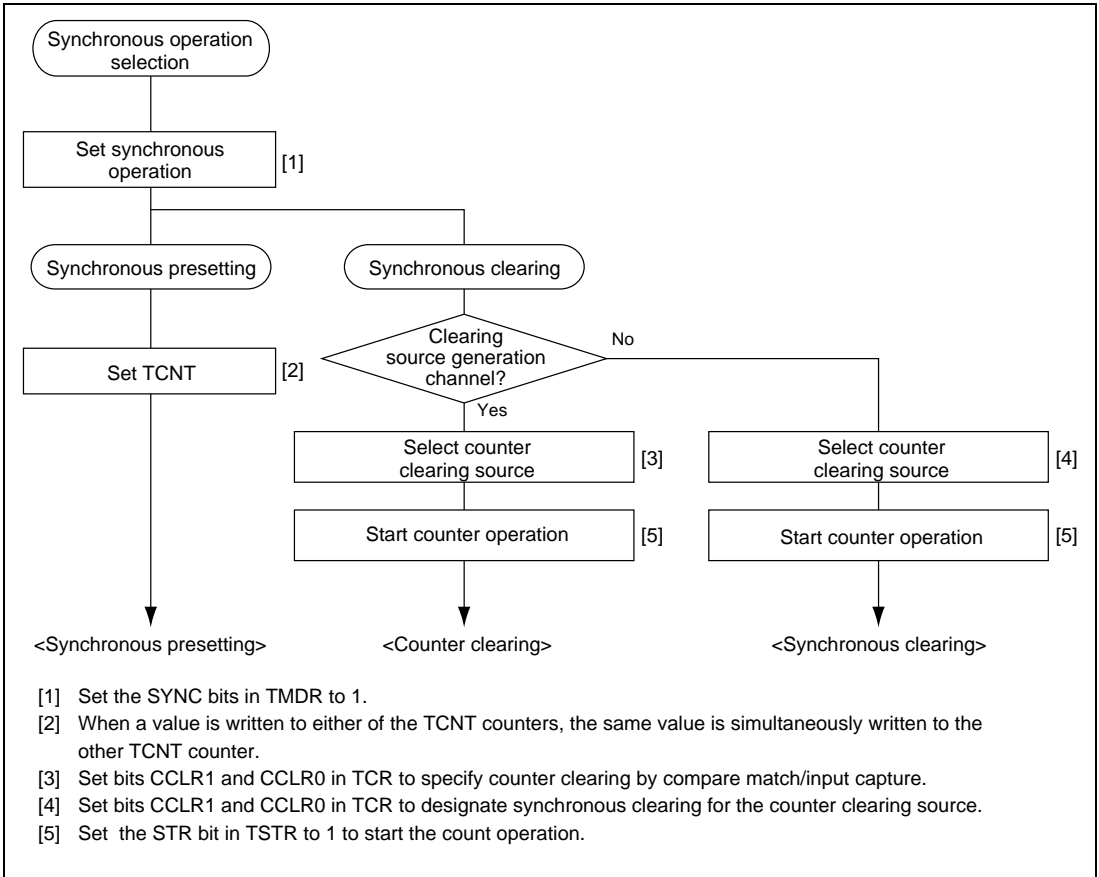 Synchronous operation
selection
Set synchronous
operation
[1]
Synchronous presetting
Synchronous clearing
Set TCNT
[2]
Clearing
source generation
channel?
No
Yes
Select counter
clearing source
[3]
Select counter
clearing source
[4]
Start counter operation
[5]
Start counter operation
[5]
<Synchronous presetting>
<Counter clearing>
<Synchronous clearing>
[1] Set the SYNC bits in TMDR to 1.
[2] When a value is written to either of the TCNT counters, the same value is simultaneously written to the
other TCNT counter.
[3] Set bits CCLR1 and CCLR0 in TCR to specify counter clearing by compare match/input capture.
[4] Set bits CCLR1 and CCLR0 in TCR to designate synchronous clearing for the counter clearing source.
[5] Set the STR bit in TSTR to 1 to start the count operation.